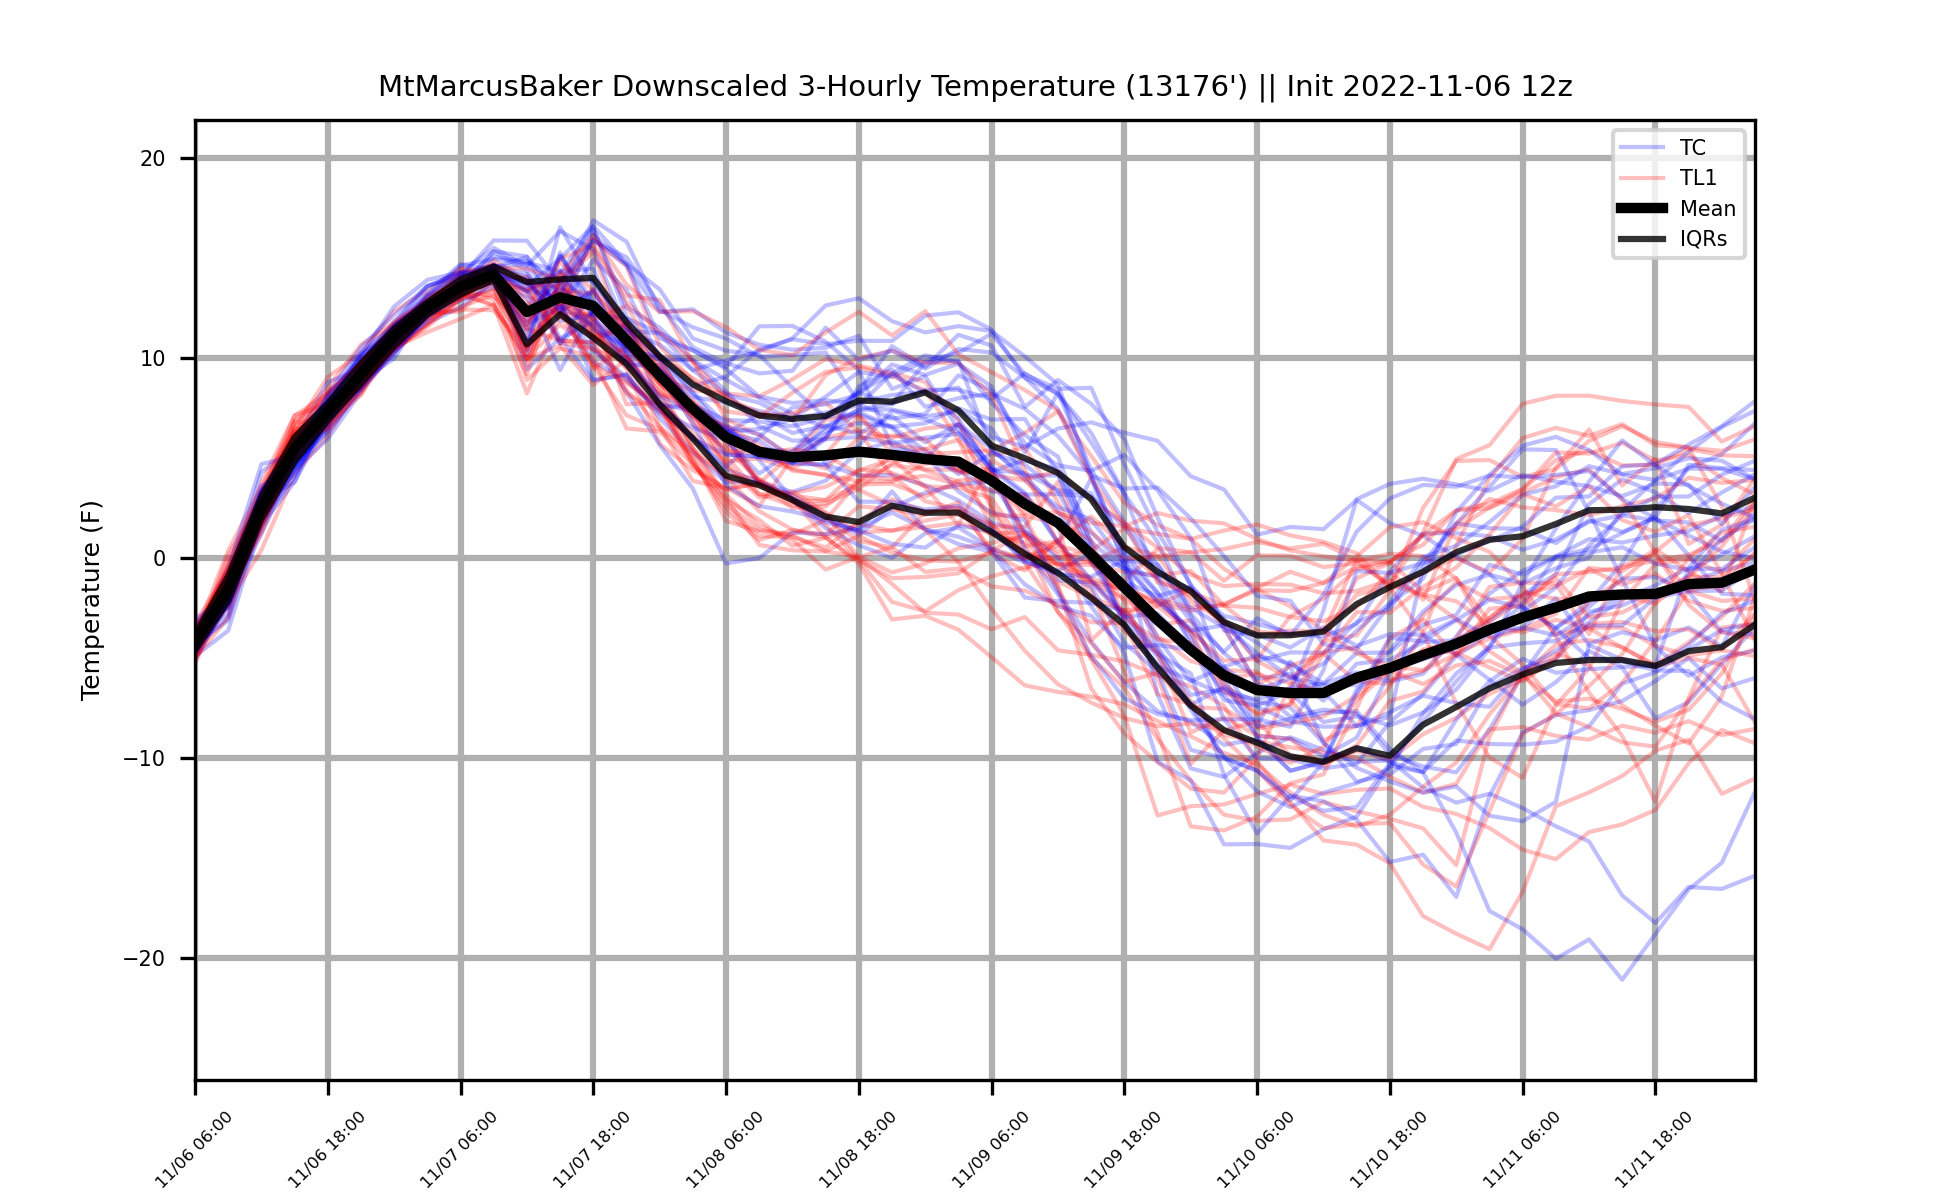 MtMarcusBaker Downscaled 3-Hourly Temperature (13176') || Init 2022-11-06 12z
TC
TL1
Mean
IQRs
Temperature (F)
20
10
0
−10
−20
11/06 06:00
11/06 18:00
11/07 06:00
11/07 18:00
11/08 06:00
11/08 18:00
11/09 06:00
11/09 18:00
11/10 06:00
11/10 18:00
11/11 06:00
11/11 18:00